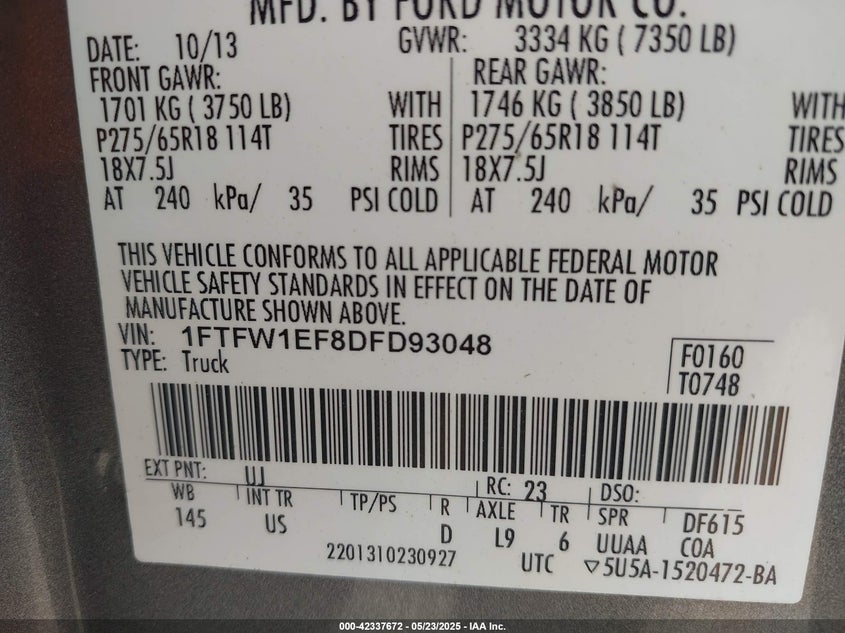 MFD. BY FORD MOTOR CO.
DATE: 10/13 GVWR: 3334 KG ( 7350 LB)
FRONT GAWR: REAR GAWR:
1701 KG ( 3750 LB) WITH 1746 KG ( 3850 LB) WITH
P275/65R18 114T TIRES P275/65R18 114T TIRES
18X7.5J RIMS 18X7.5J RIMS
AT 240 kPa/ 35 PSI COLD AT 240 kPa/ 35 PSI COLD
THIS VEHICLE CONFORMS TO ALL APPLICABLE FEDERAL MOTOR
VEHICLE SAFETY STANDARDS IN EFFECT ON THE DATE OF
MANUFACTURE SHOWN ABOVE.
VIN: 1FTFW1EF8DFD93048
TYPE: Truck
F0160
T0748
EXT PNT: UJ RC: 23 DSO:
WB INT TR TP/PS R AXLE TR SPR DF615
145 US D L9 6 UUAA COA
2201310230927 UTC ▽5U5A-1520472-BA
000-42337672 - 05/23/2025 - IAA Inc.